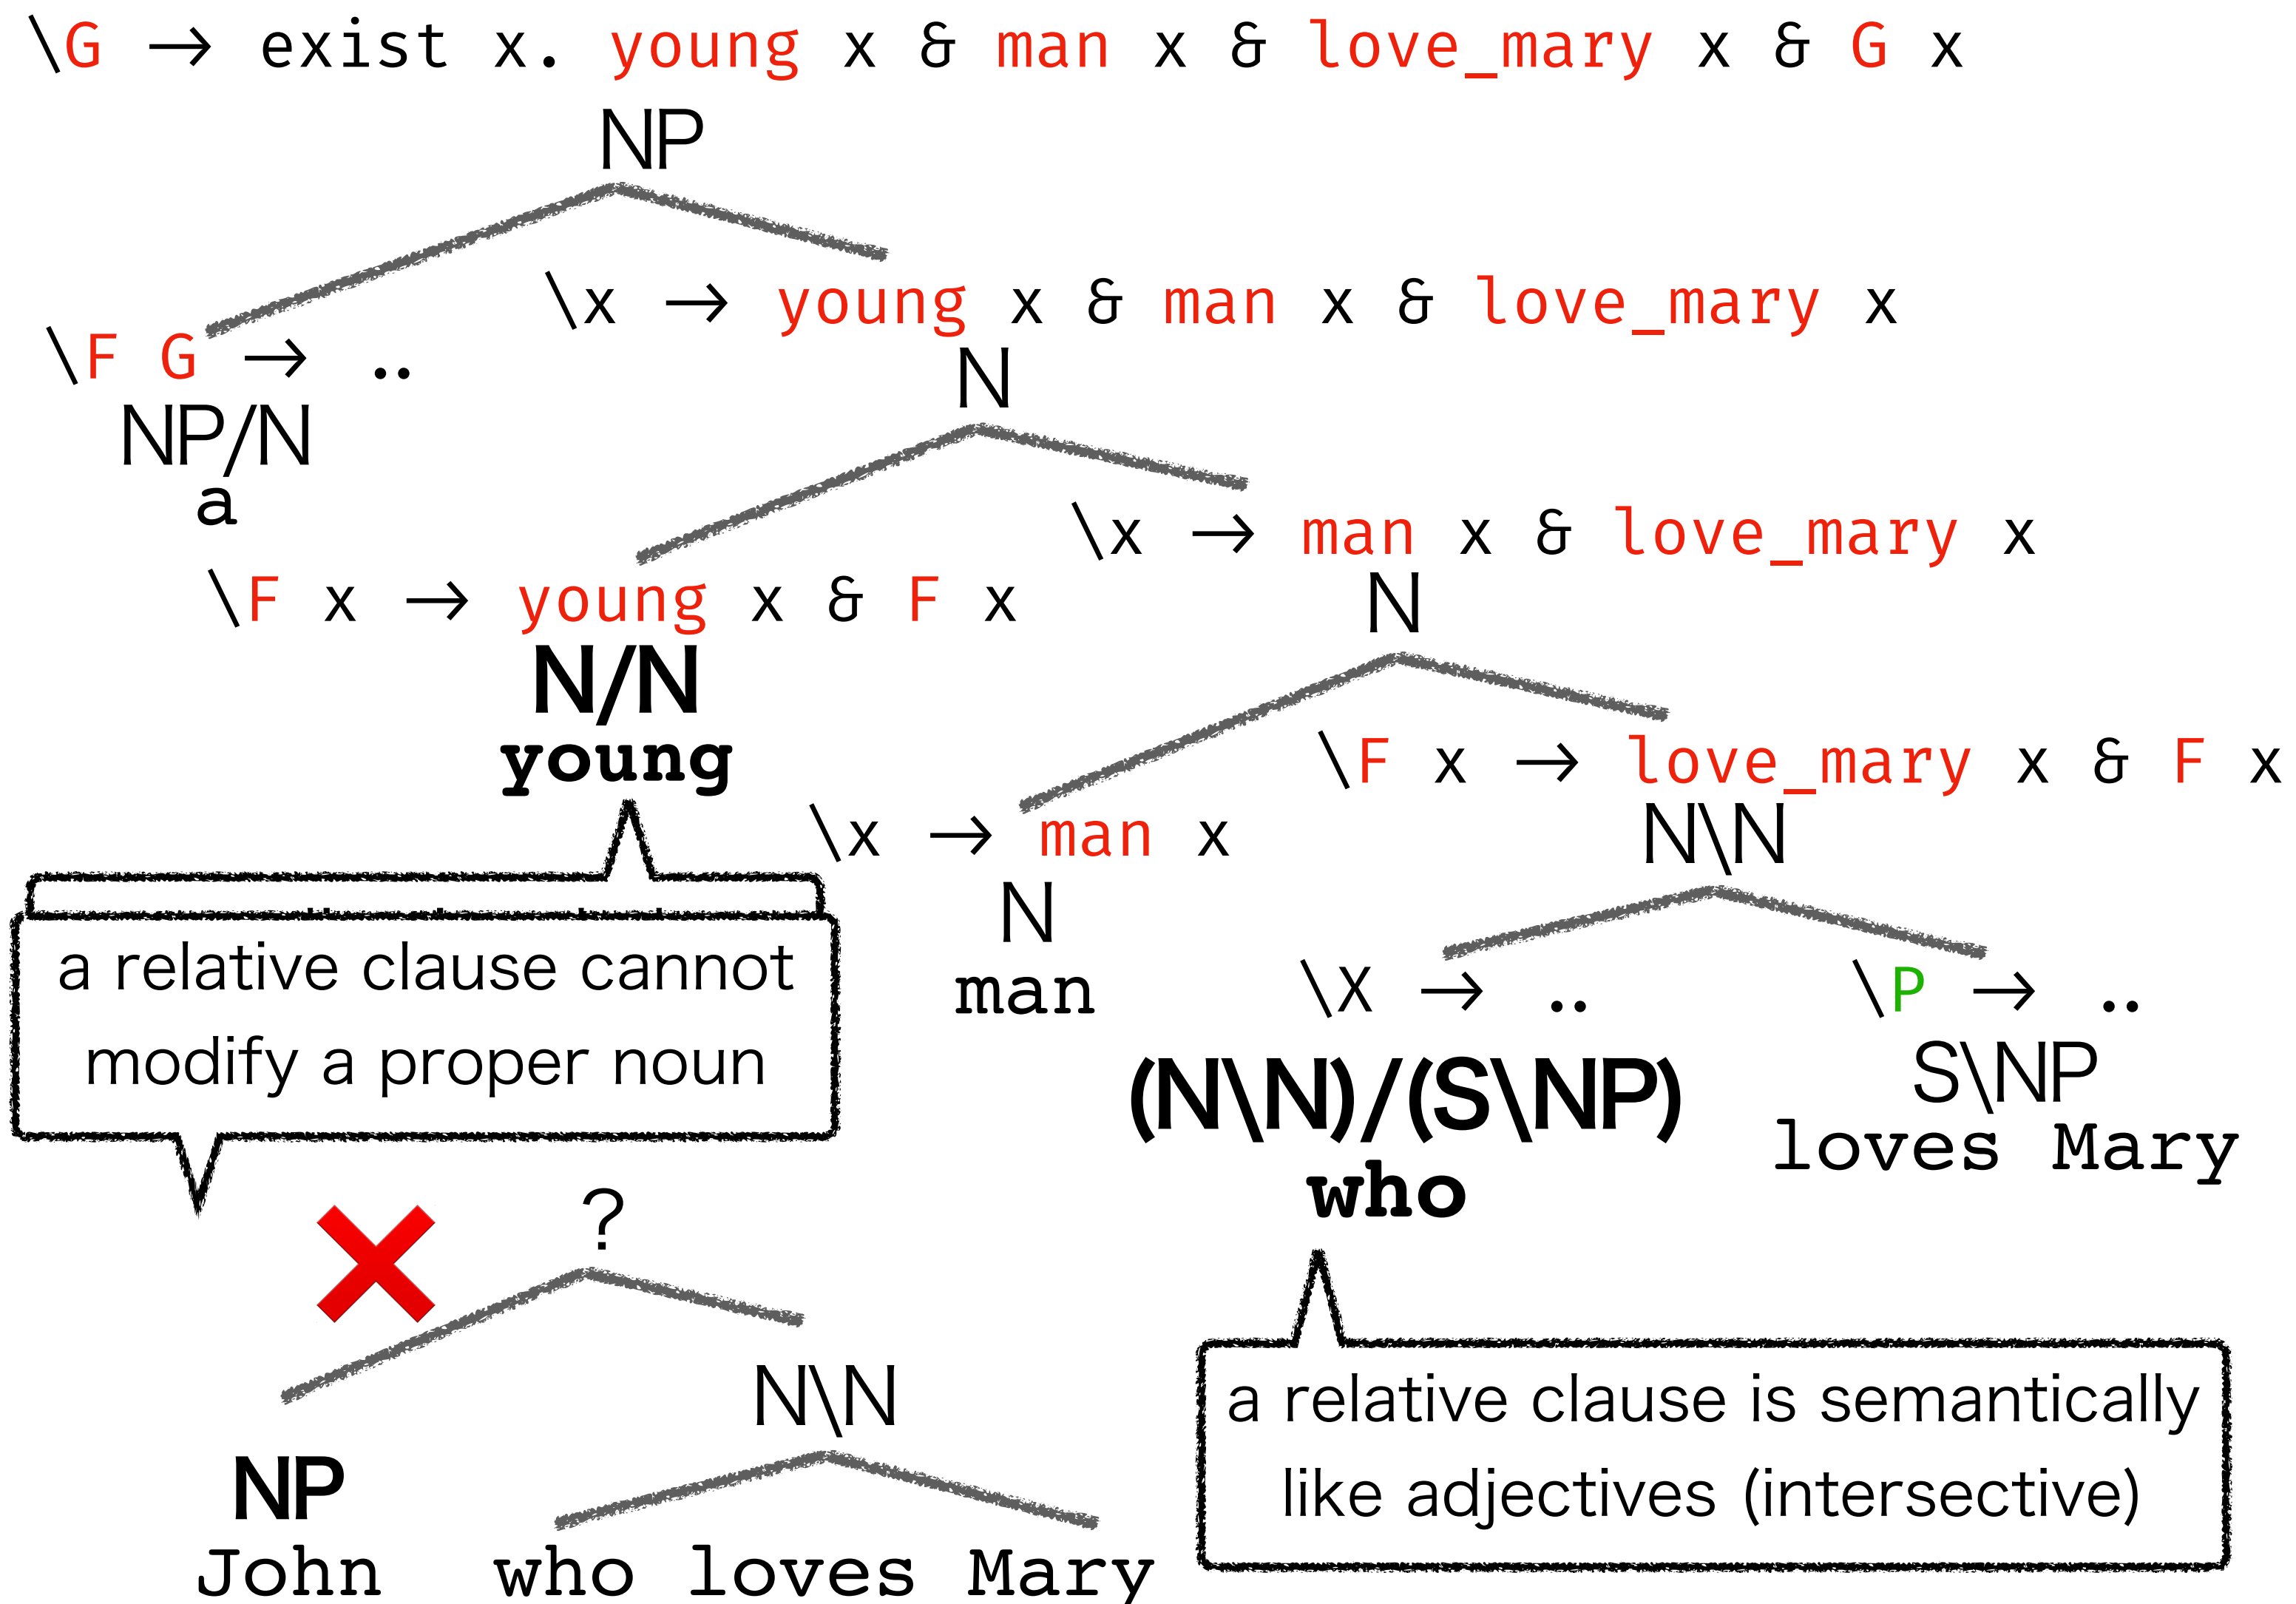 \G → exist x. young x & man x & love_mary x & G x
NP
\x → young x & man x & love_mary x
\F G → ..
N
NP/N
a
\x → man x & love_mary x
\F x → young x & F x
N
N/N
young
\F x → love_mary x & F x
\x → man x
N\N
N
man
a relative clause cannot
modify a proper noun
\X → ..
\P → ..
(N\N)/(S\NP)
who
S\NP
loves Mary
?
N\N
a relative clause is semantically
like adjectives (intersective)
NP
John
who loves Mary